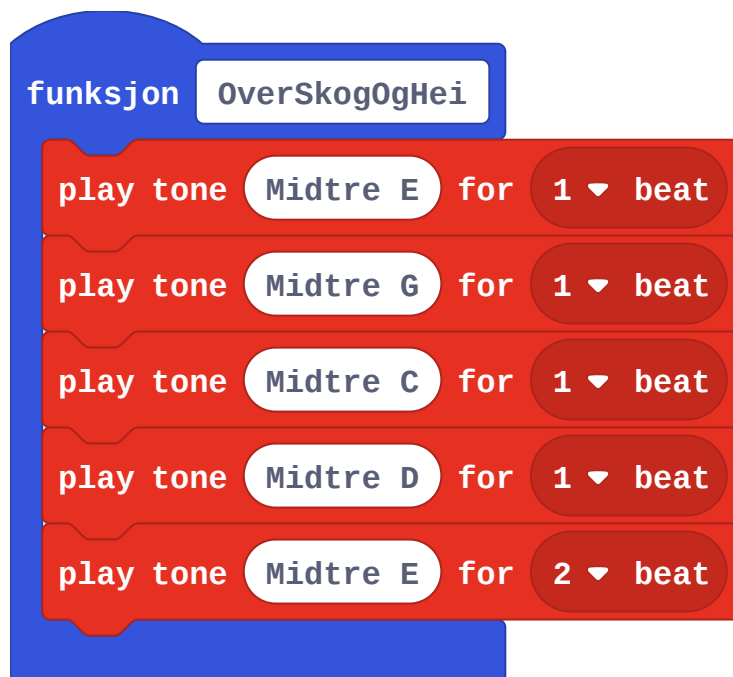 funksjon OverSkogOgHei
play tone Midtre E for 1 beat
play tone Midtre G for 1 beat
play tone Midtre C for 1 beat
play tone Midtre D for 1 beat
play tone Midtre E for 2 beat